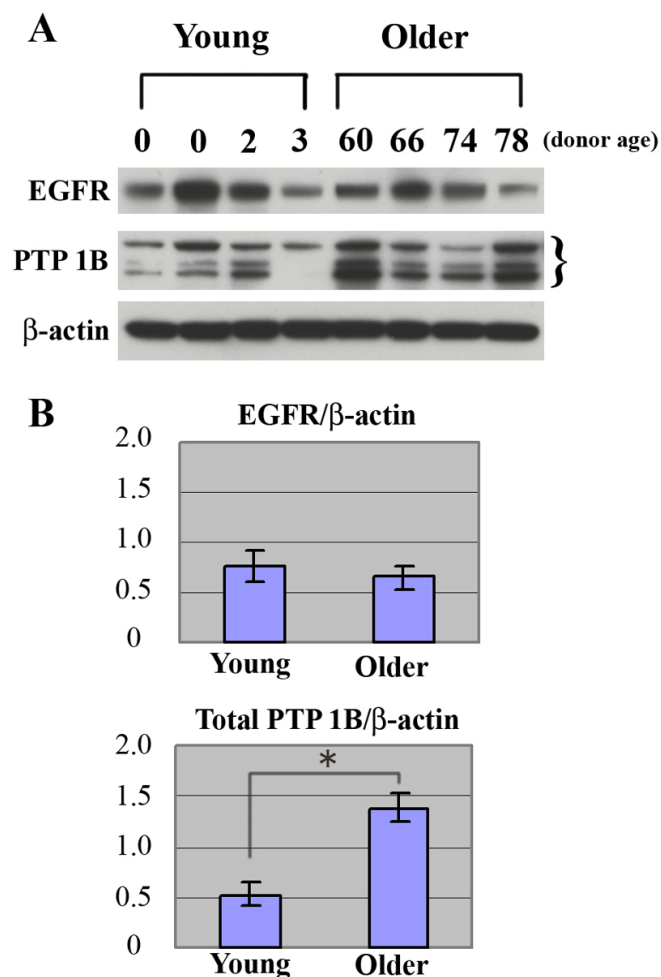 A
Young Older
0 0 2 3 60 66 74 78 (donor age)
EGFR
PTP 1B }
β-actin
B
EGFR/β-actin
2.0
1.5
1.0
0.5
0
Young Older
Total PTP 1B/β-actin
2.0
*
1.5
1.0
0.5
0
Young Older